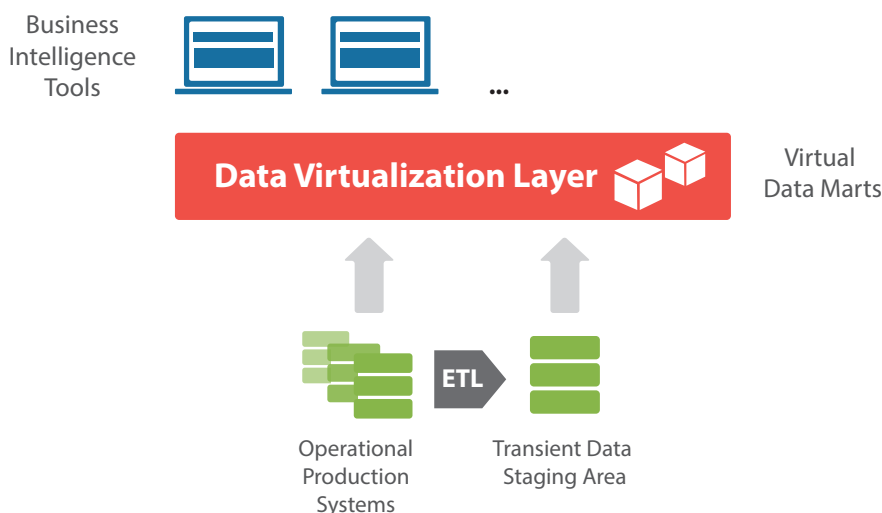 Business
Intelligence
Tools
...
Data Virtualization Layer
Virtual
Data Marts
ETL
Operational
Production
Systems
Transient Data
Staging Area